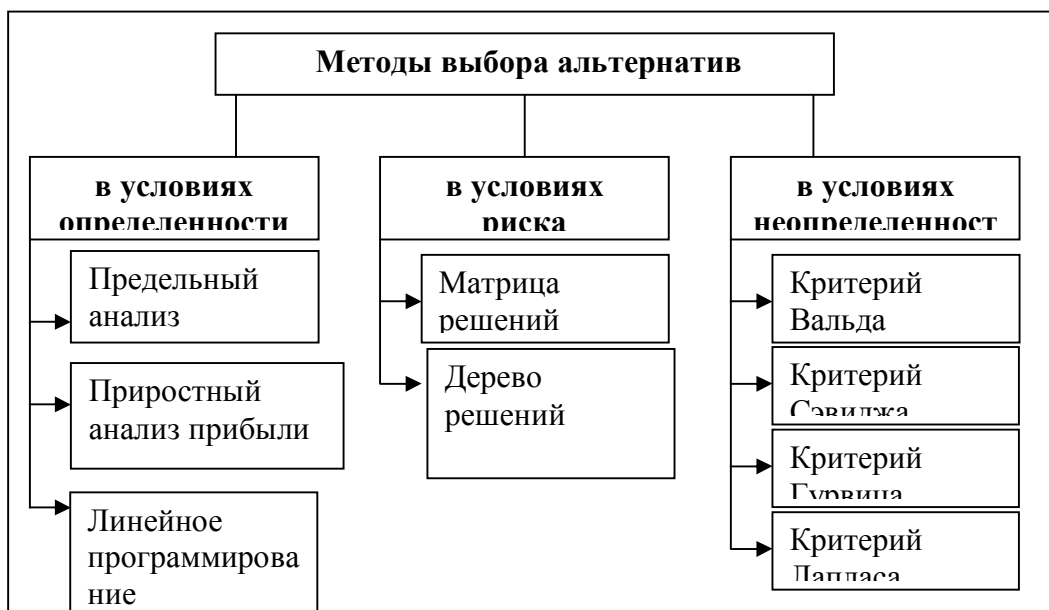 Методы выбора альтернатив
в условиях
определенности
Предельный
анализ
Приростный
анализ прибыли
Линейное
программирова
ние
в условиях
риска
Матрица
решений
Дерево
решений
в условиях
неопределенност
Критерий
Вальда
Критерий
Сэвиджа
Критерий
Гурвица
Критерий
Лапласа